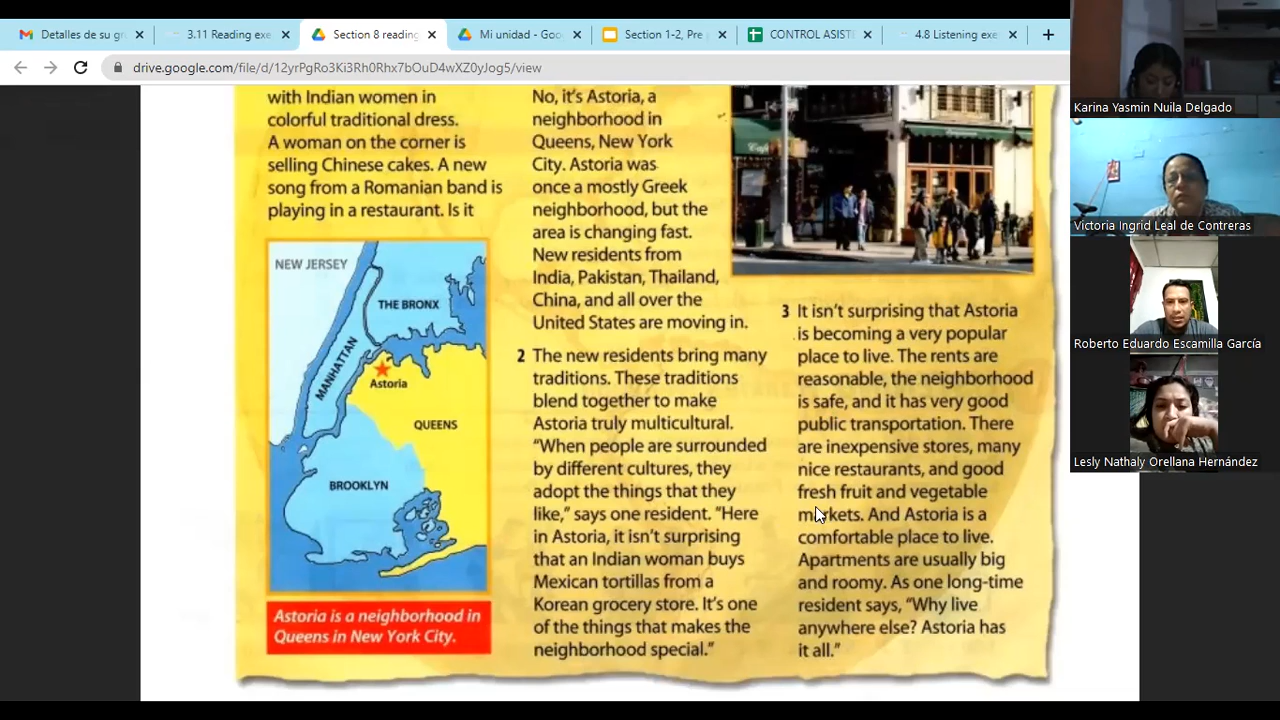 Detalles de su gr
3.11 Reading exe
Section 8 reading
Mi unidad - Goo
Section 1-2, Pre
CONTROL ASIST
4.8 Listening exe
drive.google.com/file/d/12yrPgRo3Ki3Rh0Rhx7bOuD4wXZ0yJog5/view
with Indian women in
colorful traditional dress.
A woman on the corner is
selling Chinese cakes. A new
song from a Romanian band is
playing in a restaurant. Is it
NEW JERSEY
THE BRONX
MANHATTAN
Astoria
QUEENS
BROOKLYN
Astoria is a neighborhood in
Queens in New York City.
No, it's Astoria, a
neighborhood in
Queens, New York
City. Astoria was
once a mostly Greek
neighborhood, but the
area is changing fast.
New residents from
India, Pakistan, Thailand,
China, and all over the
United States are moving in.
2 The new residents bring many
traditions. These traditions
blend together to make
Astoria truly multicultural.
"When people are surrounded
by different cultures, they
adopt the things that they
like," says one resident. "Here
in Astoria, it isn't surprising
that an Indian woman buys
Mexican tortillas from a
Korean grocery store. It's one
of the things that makes the
neighborhood special."
3 It isn't surprising that Astoria
is becoming a very popular
place to live. The rents are
reasonable, the neighborhood
is safe, and it has very good
public transportation. There
are inexpensive stores, many
nice restaurants, and good
fresh fruit and vegetable
markets. And Astoria is a
comfortable place to live.
Apartments are usually big
and roomy. As one long-time
resident says, "Why live
anywhere else? Astoria has
it all."
Karina Yasmin Nuila Delgado
Victoria Ingrid Leal de Contreras
Roberto Eduardo Escamilla García
Lesly Nathaly Orellana Hernández